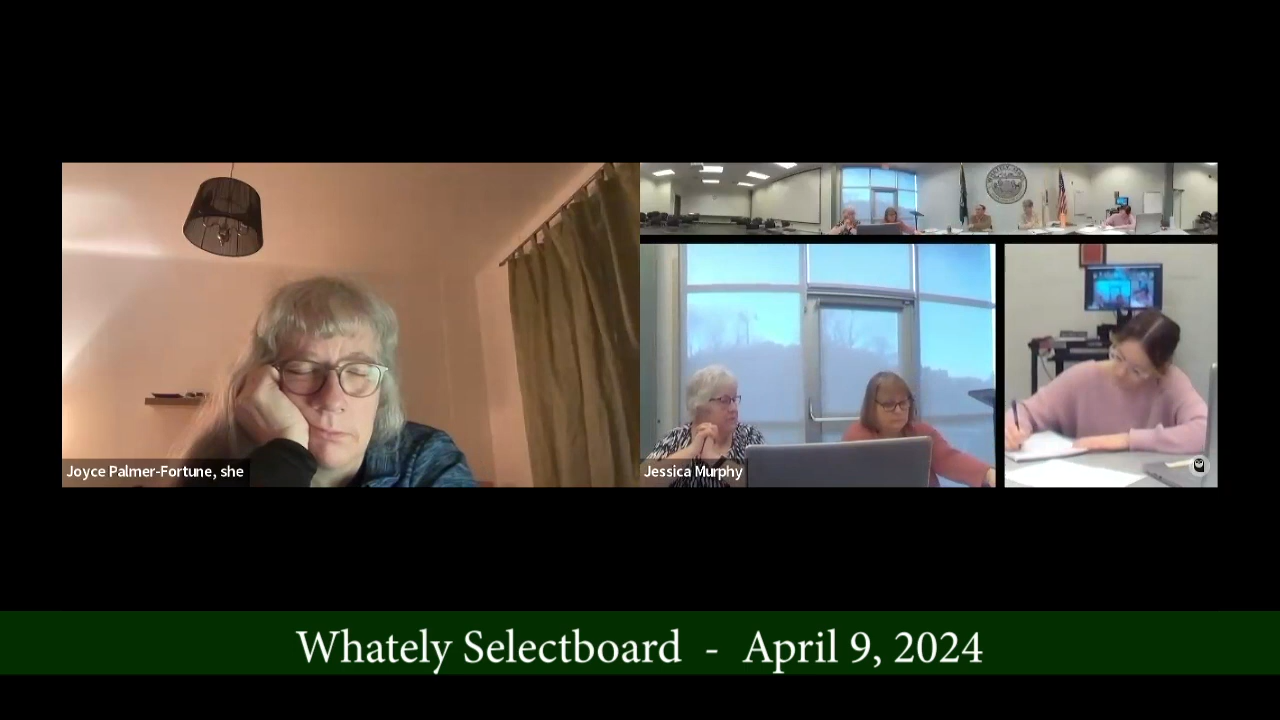 Joyce Palmer-Fortune, she
Jessica Murphy
Whately Selectboard - April 9, 2024